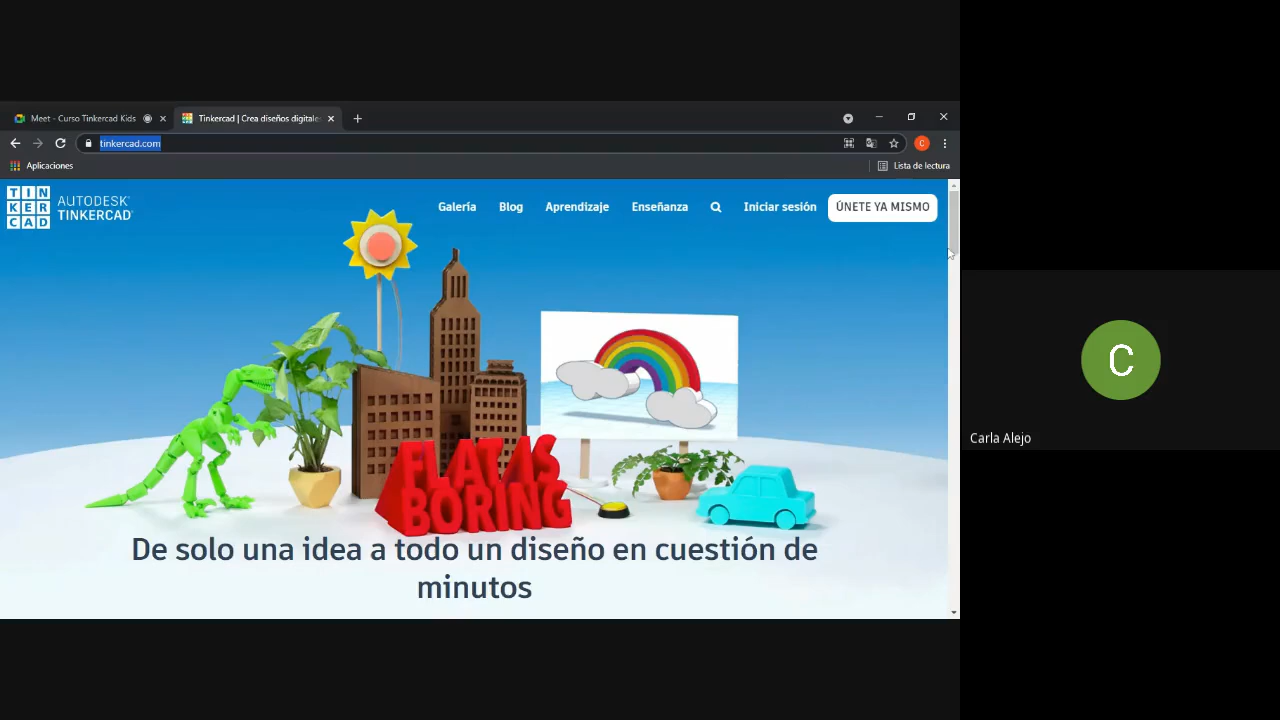 Meet - Curso Tinkercad Kids
Tinkercad | Crea diseños digitales
tinkercad.com
C
Aplicaciones
Lista de lectura
TIN
KER
CAD
AUTODESK
TINKERCAD
Galería
Blog
Aprendizaje
Enseñanza
Iniciar sesión
ÚNETE YA MISMO
FLAT IS
BORING
De solo una idea a todo un diseño en cuestión de
minutos
C
Carla Alejo